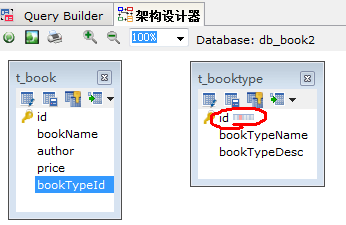 Query Builder
架构设计器
100%
Database: db_book2
t_book
id
bookName
author
price
bookTypeId
t_booktype
id
bookTypeName
bookTypeDesc